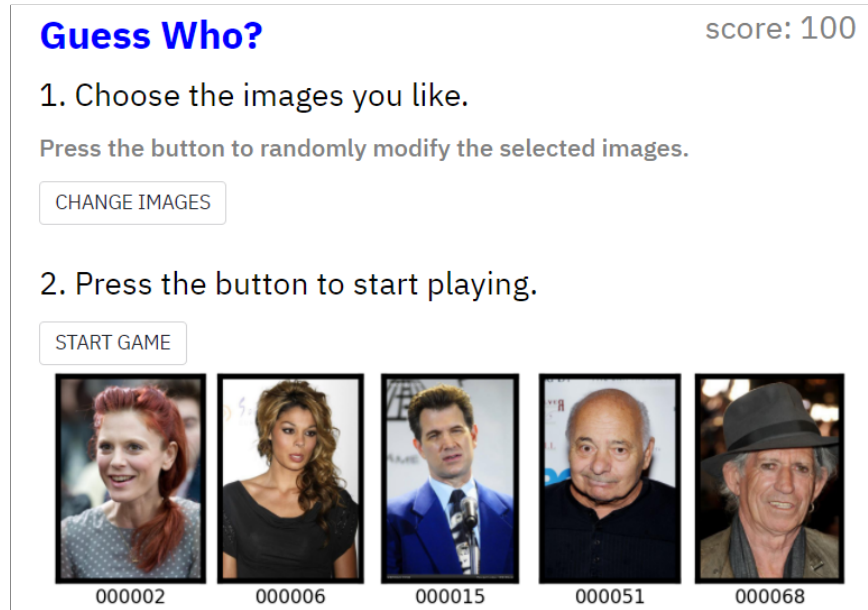 Guess Who?
score: 100
1. Choose the images you like.
Press the button to randomly modify the selected images.
CHANGE IMAGES
2. Press the button to start playing.
START GAME
000002
000006
000015
000051
000068